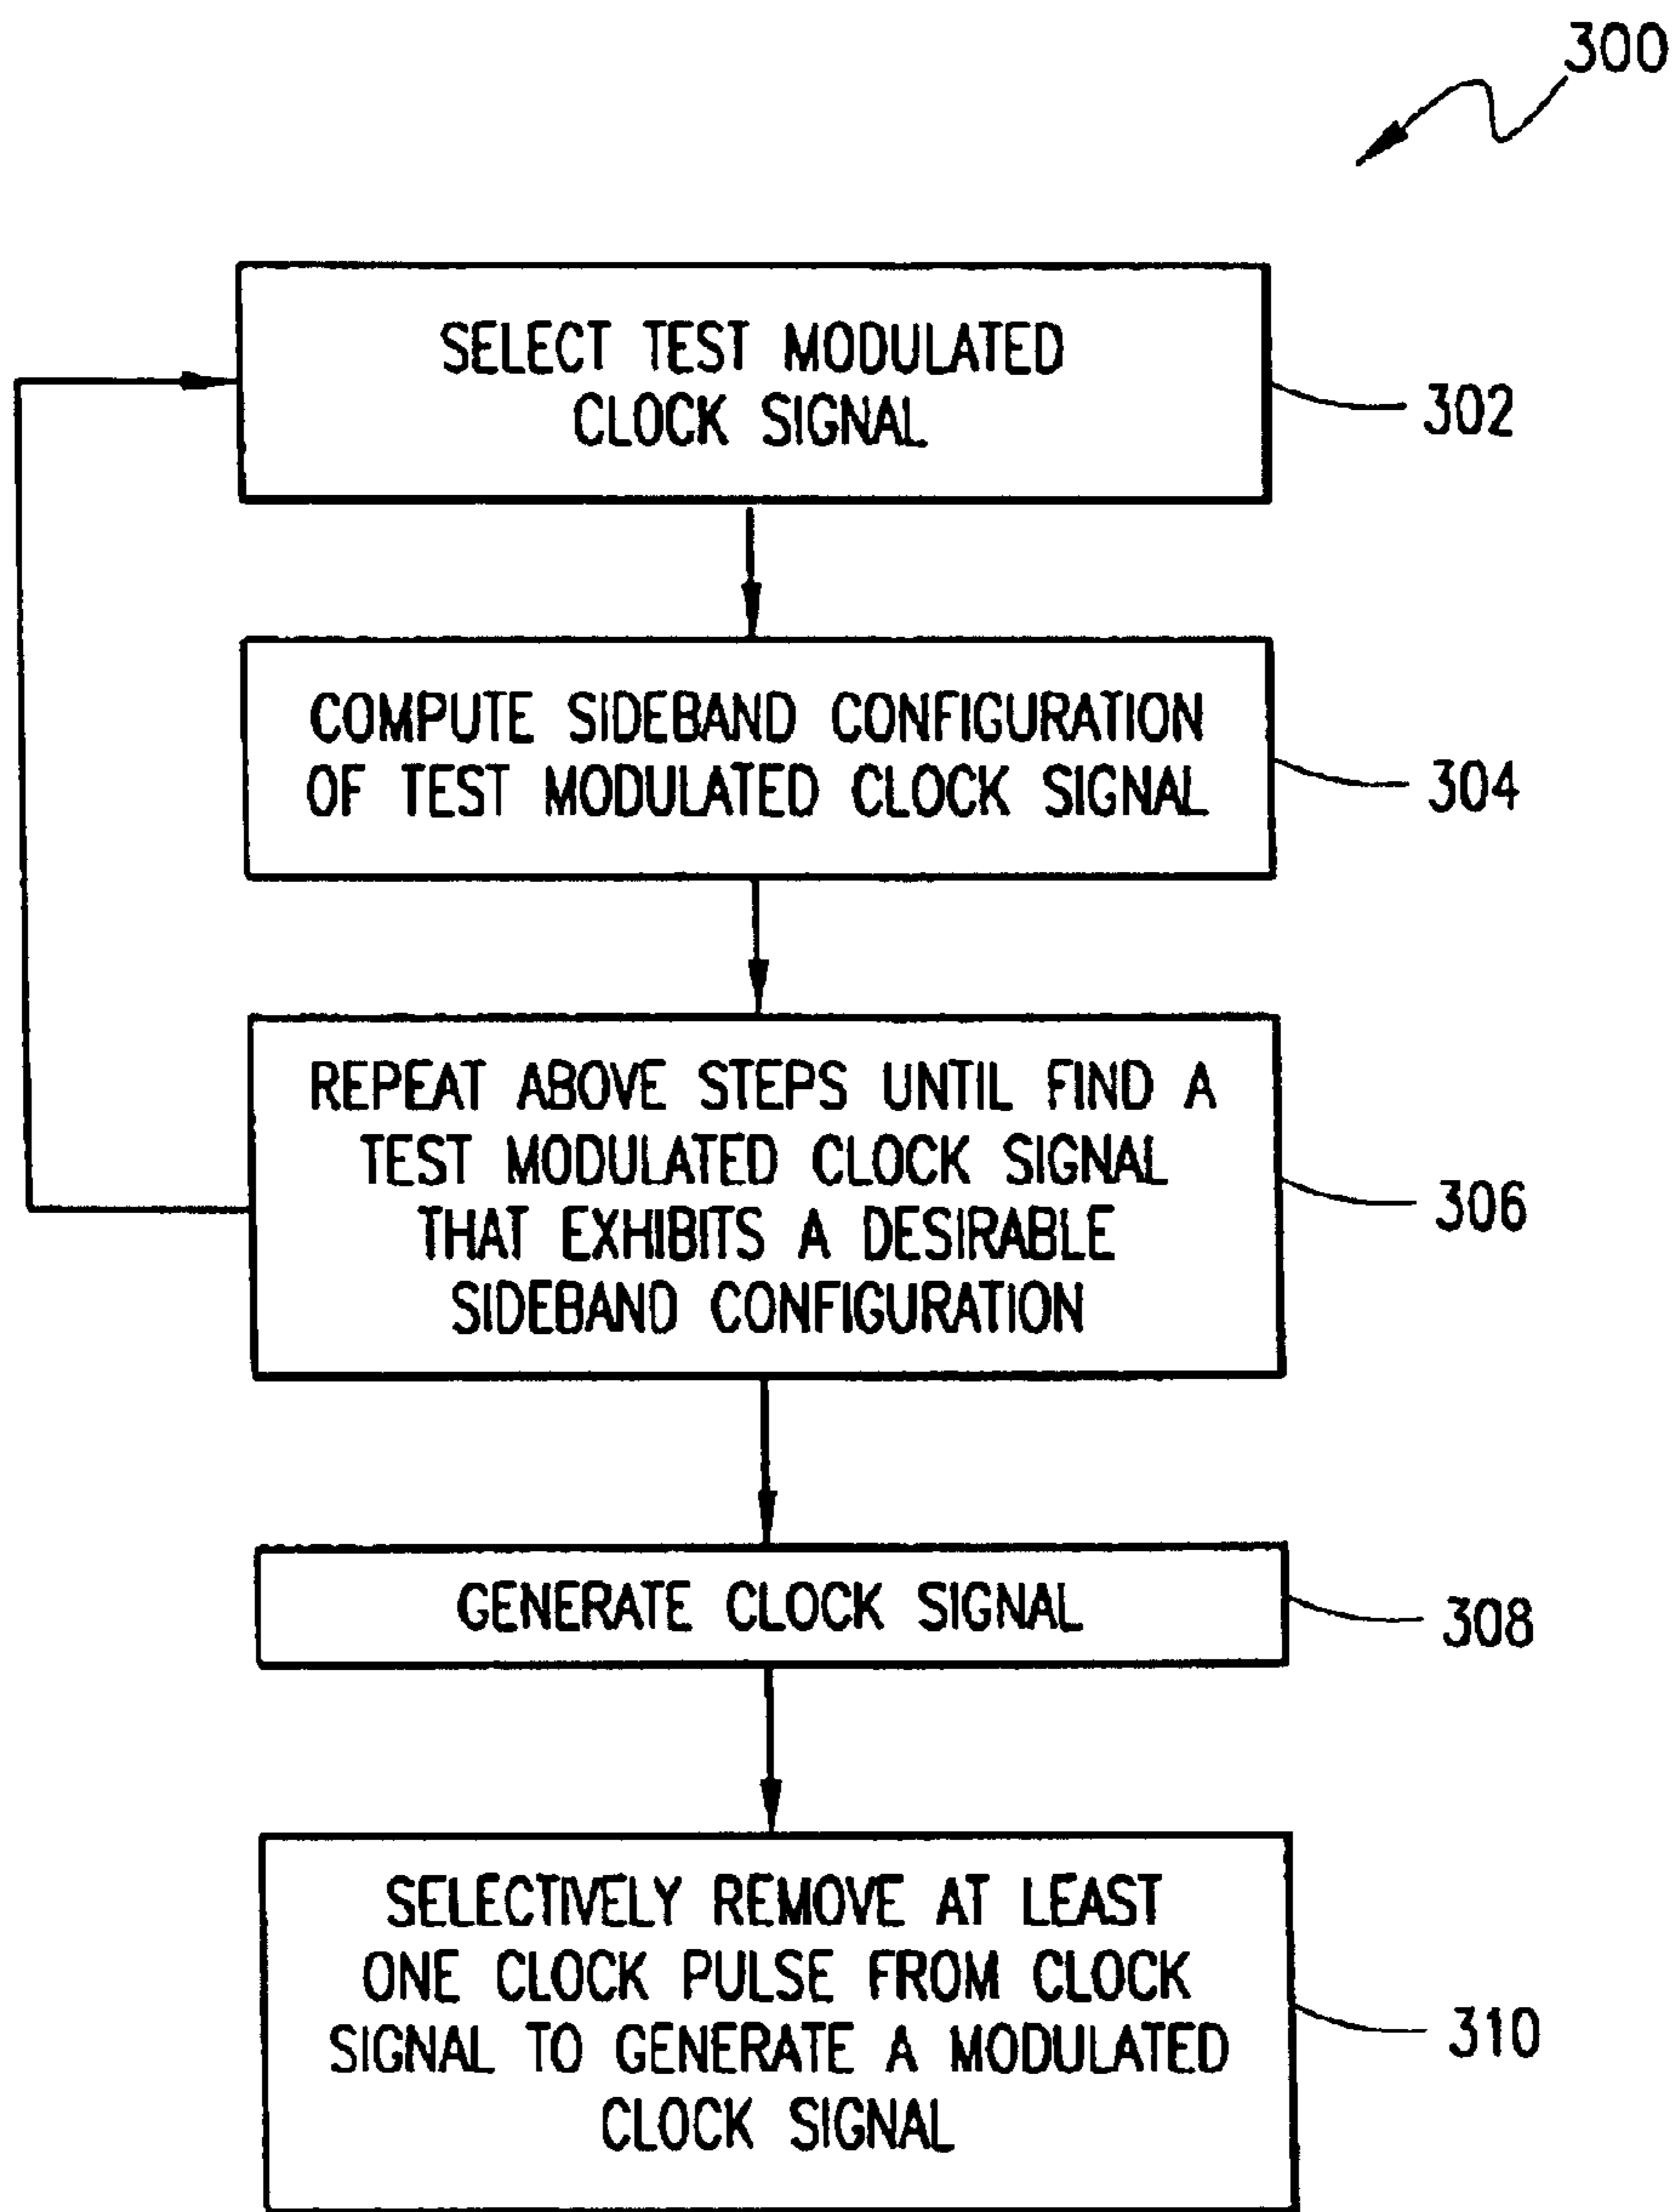 300
SELECT TEST MODULATED
CLOCK SIGNAL
302
COMPUTE SIDEBAND CONFIGURATION
OF TEST MODULATED CLOCK SIGNAL
304
REPEAT ABOVE STEPS UNTIL FIND A
TEST MODULATED CLOCK SIGNAL
THAT EXHIBITS A DESIRABLE
SIDEBAND CONFIGURATION
306
GENERATE CLOCK SIGNAL
308
SELECTIVELY REMOVE AT LEAST
ONE CLOCK PULSE FROM CLOCK
SIGNAL TO GENERATE A MODULATED
CLOCK SIGNAL
310